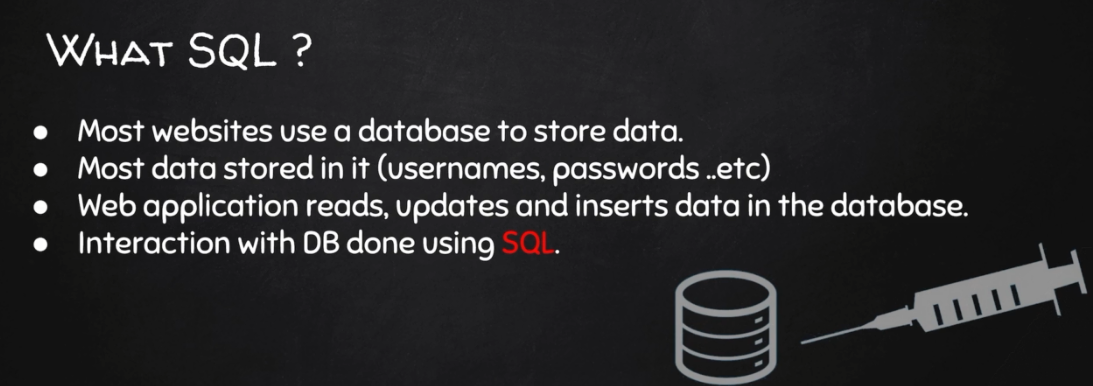 WHAT SQL ?
● Most websites use a database to store data.
● Most data stored in it (usernames, passwords ..etc)
● Web application reads, updates and inserts data in the database.
● Interaction with DB done using SQL.